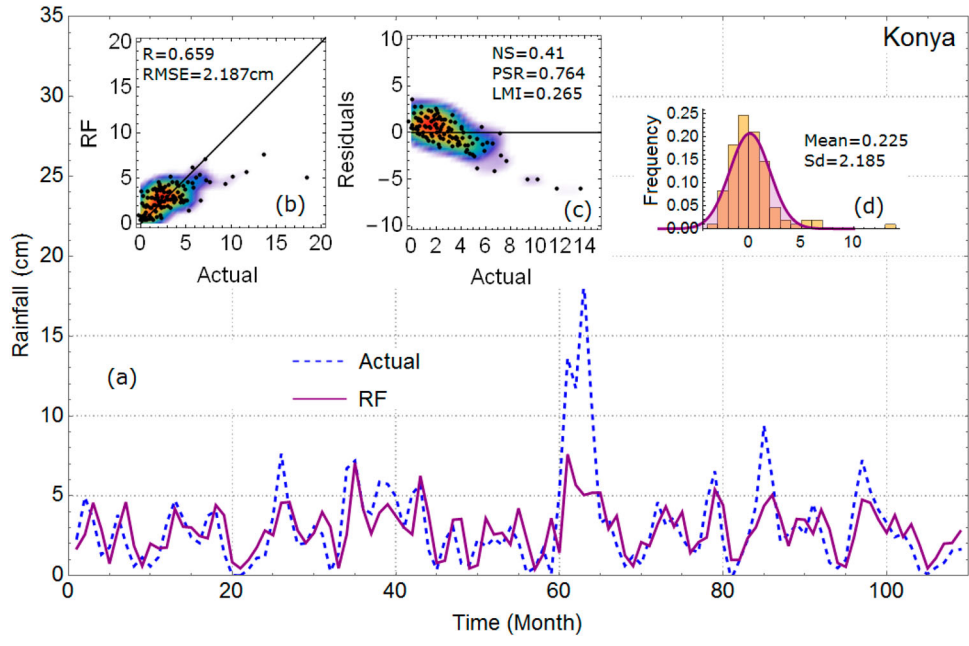 Konya
35
30
25
20
15
10
5
0
Rainfall (cm)
0
20
40
60
80
100
Time (Month)
(a)
Actual
RF
R=0.659
RMSE=2.187cm
20
15
10
5
0
RF
0
5
10
15
20
Actual
(b)
NS=0.41
PSR=0.764
LMI=0.265
10
5
0
−5
−10
Residuals
0 2 4 6 8 10 12 14
Actual
(c)
Mean=0.225
Sd=2.185
0.25
0.20
0.15
0.10
0.05
0.00
Frequency
0
5
10
(d)